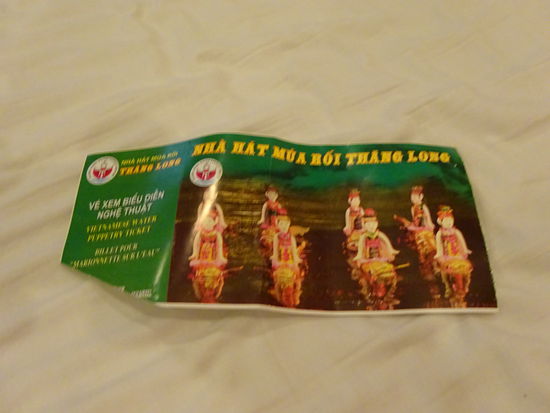 NHÀ HÁT MÚA RỐI
THĂNG LONG
VÉ XEM BIỂU DIỄN
NGHỆ THUẬT
VIETNAMESE WATER
PUPPETRY TICKET
BILLET POUR
"MARIONNETTE SUR L'EAU"
NHÀ HÁT MÚA RỐI THĂNG LONG